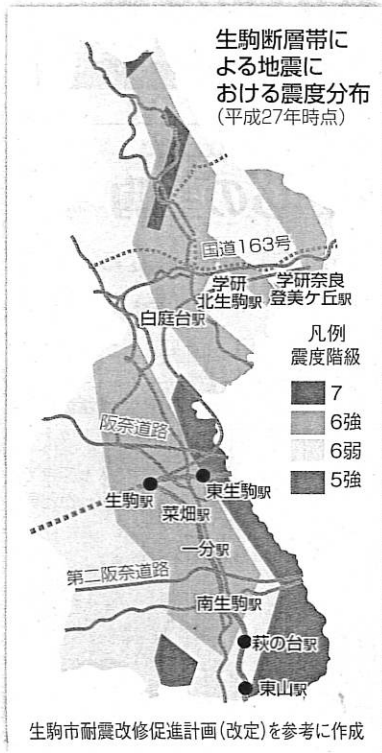 生駒断層帯に
よる地震に
おける震度分布
(平成27年時点)
国道163号
学研
北生駒駅
学研奈良
登美ケ丘駅
白庭台駅
凡例
震度階級
7
6強
6弱
5強
阪奈道路
生駒駅
東生駒駅
菜畑駅
一分駅
第二阪奈道路
南生駒駅
萩の台駅
東山駅
生駒市耐震改修促進計画(改定)を参考に作成